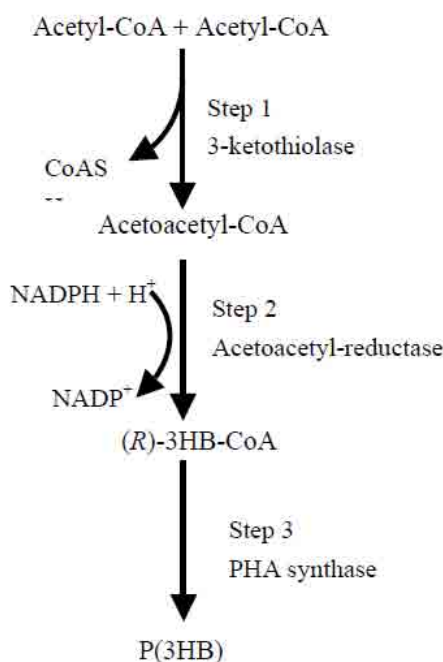 Acetyl-CoA + Acetyl-CoA
Step 1
3-ketothiolase
CoAS
--
Acetoacetyl-CoA
NADPH + H+
Step 2
Acetoacetyl-reductase
NADP+
(R)-3HB-CoA
Step 3
PHA synthase
P(3HB)